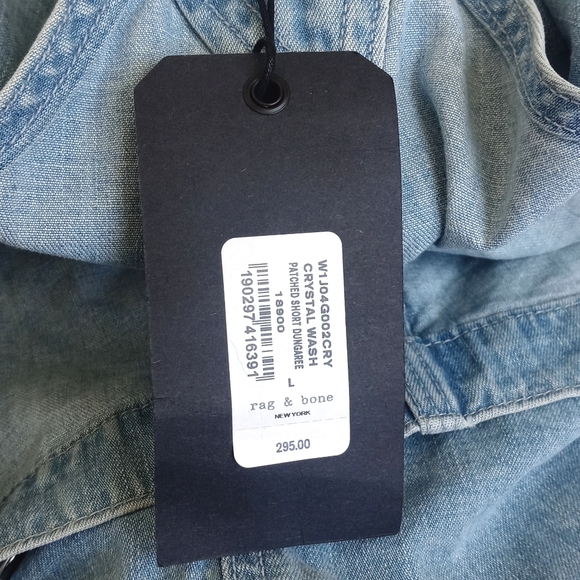 W1J04G002CRY
CRYSTAL WASH
PATCHED SHORT DUNGAREE
18900
190297416391
L
rag & bone
NEW YORK
295.00